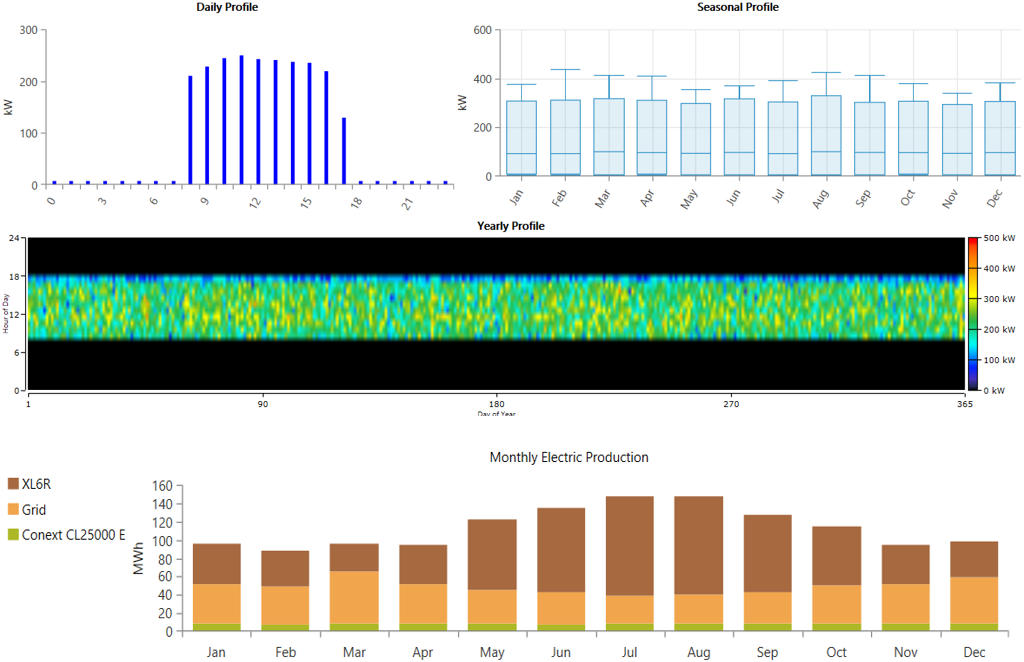 Daily Profile
300
200
100
0
kW
0 3 6 9 12 15 18 21
Seasonal Profile
600
400
200
0
kW
Jan Feb Mar Apr May Jun Jul Aug Sep Oct Nov Dec
Yearly Profile
24
18
12
6
0
Hour of Day
1 90 180 270 365
Day of Year
500 kW
400 kW
300 kW
200 kW
100 kW
0 kW
Monthly Electric Production
XL6R
Grid
Conext CL25000 E
MWh
160
140
120
100
80
60
40
20
0
Jan Feb Mar Apr May Jun Jul Aug Sep Oct Nov Dec